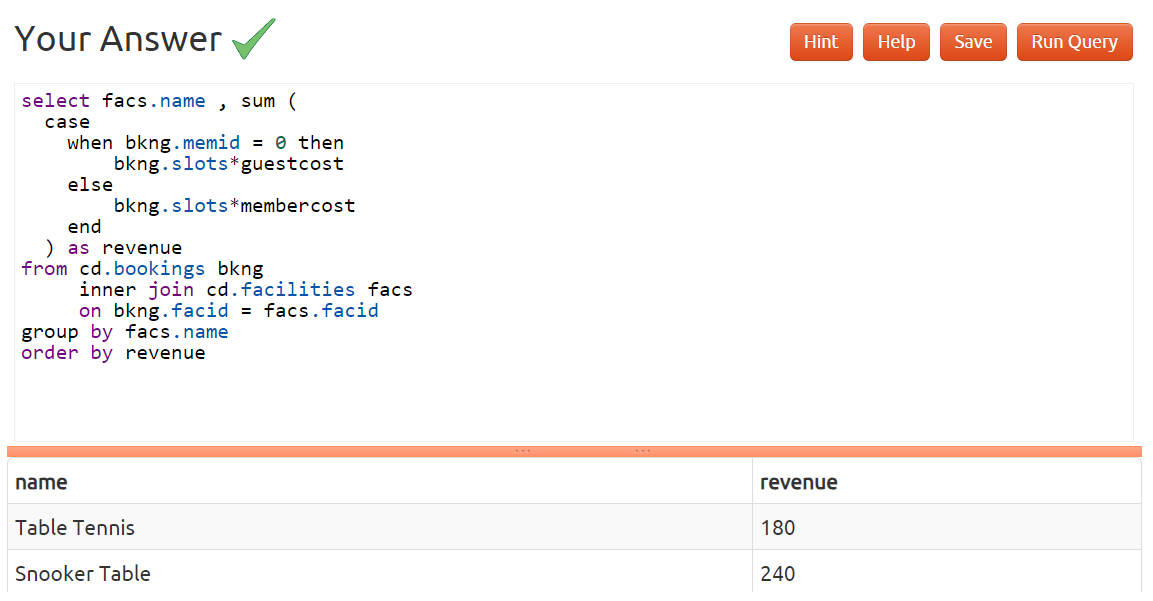 Your Answer
Hint Help Save Run Query
select facs.name , sum (
  case
    when bkng.memid = 0 then
        bkng.slots*guestcost
    else
        bkng.slots*membercost
    end
  ) as revenue
from cd.bookings bkng
     inner join cd.facilities facs
     on bkng.facid = facs.facid
group by facs.name
order by revenue
name revenue
Table Tennis 180
Snooker Table 240